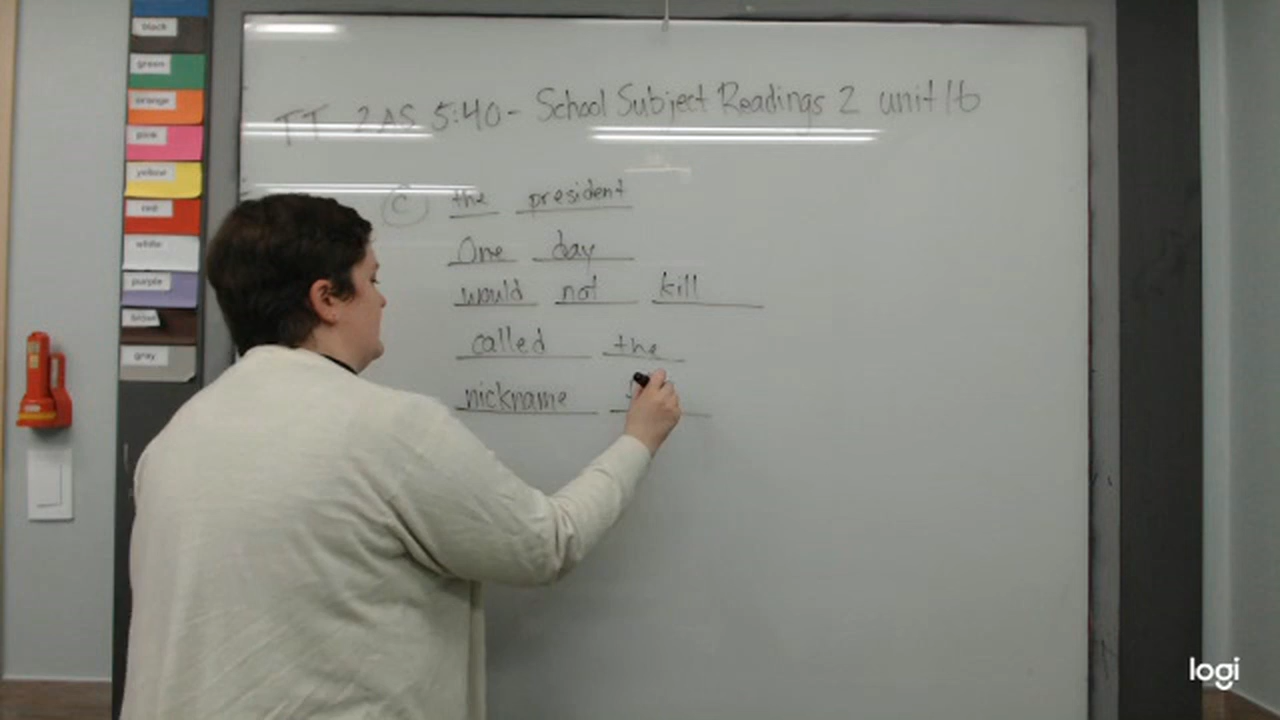 black
green
orange
pink
yellow
red
white
purple
brown
gray
TT 2AS 5:40- School Subject Readings 2 unit 16
C the president
One day
would not kill
called the
nickname
logi